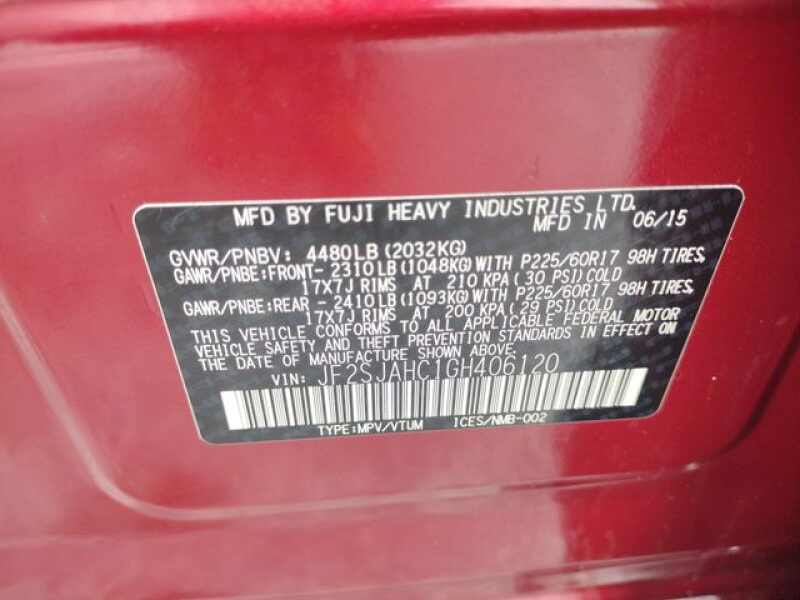 MFD BY FUJI HEAVY INDUSTRIES LTD.
MFD IN 06/15
GVWR/PNBV: 4480LB (2032KG)
GAWR/PNBE:FRONT- 2310LB (1048KG) WITH P225/60R17 98H TIRES,
17X7J RIMS AT 210 KPA ( 30 PSI) COLD
GAWR/PNBE:REAR - 2410LB (1093KG) WITH P225/60R17 98H TIRES,
17X7J RIMS AT 200 KPA ( 29 PSI) COLD
THIS VEHICLE CONFORMS TO ALL APPLICABLE FEDERAL MOTOR
VEHICLE SAFETY AND THEFT PREVENTION STANDARDS IN EFFECT ON
THE DATE OF MANUFACTURE SHOWN ABOVE.
VIN: JF2SJAHC1GH406120
TYPE:MPV/VTUM ICES/NMB-002